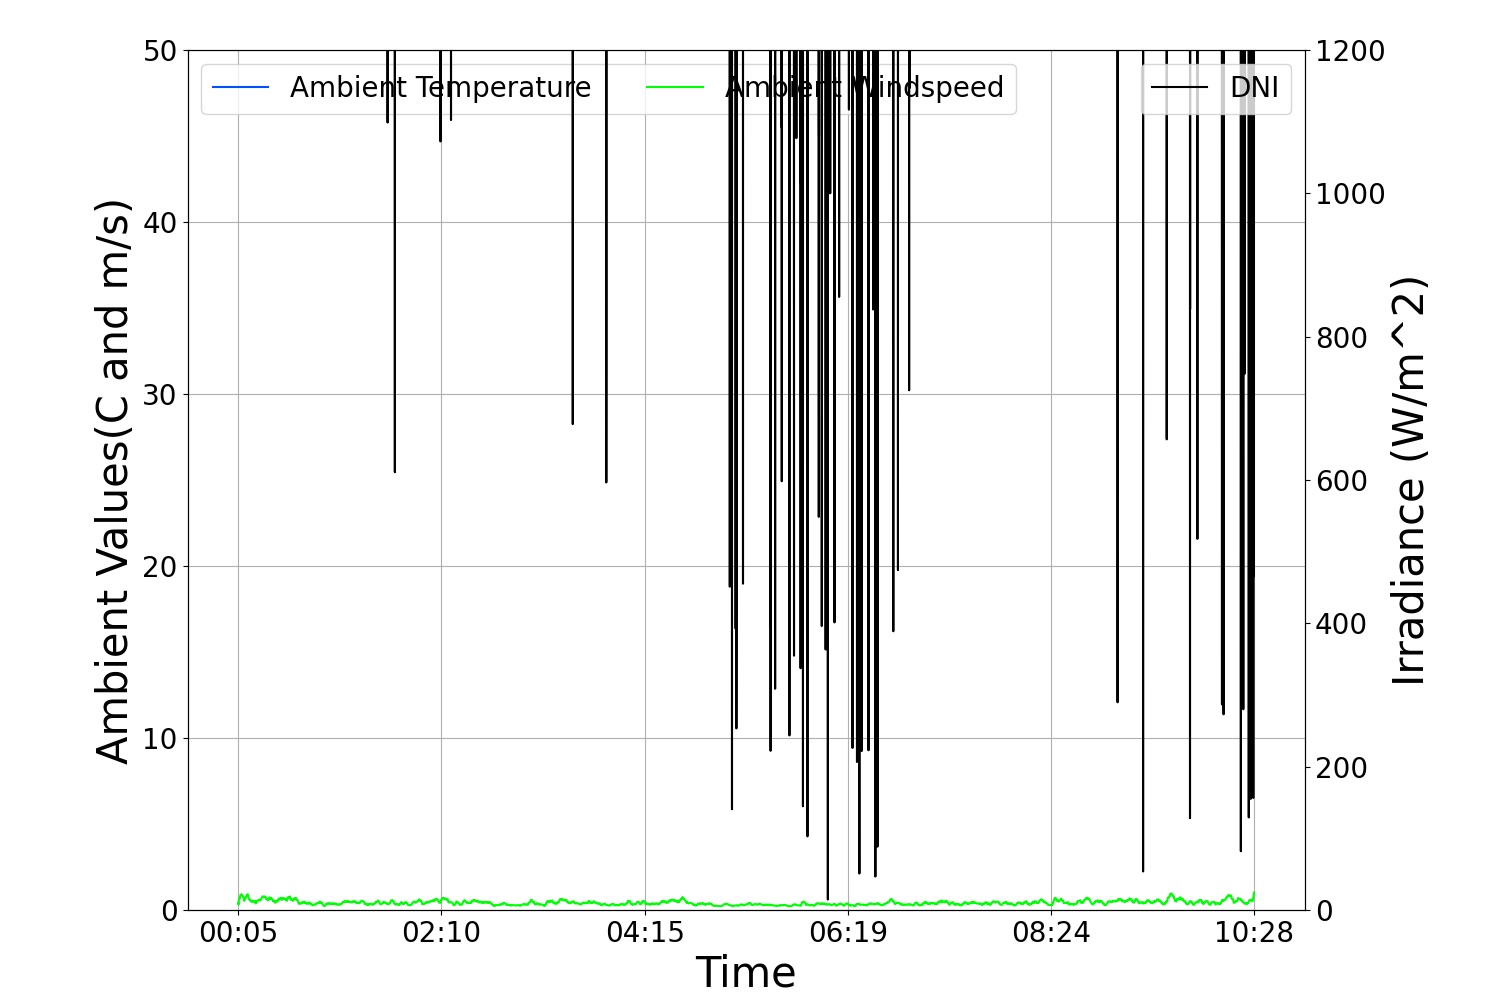 Ambient Temperature
Ambient Windspeed
DNI
Ambient Values(C and m/s)
50
40
30
20
10
0
Irradiance (W/m^2)
1200
1000
800
600
400
200
0
00:05 02:10 04:15 06:19 08:24 10:28
Time